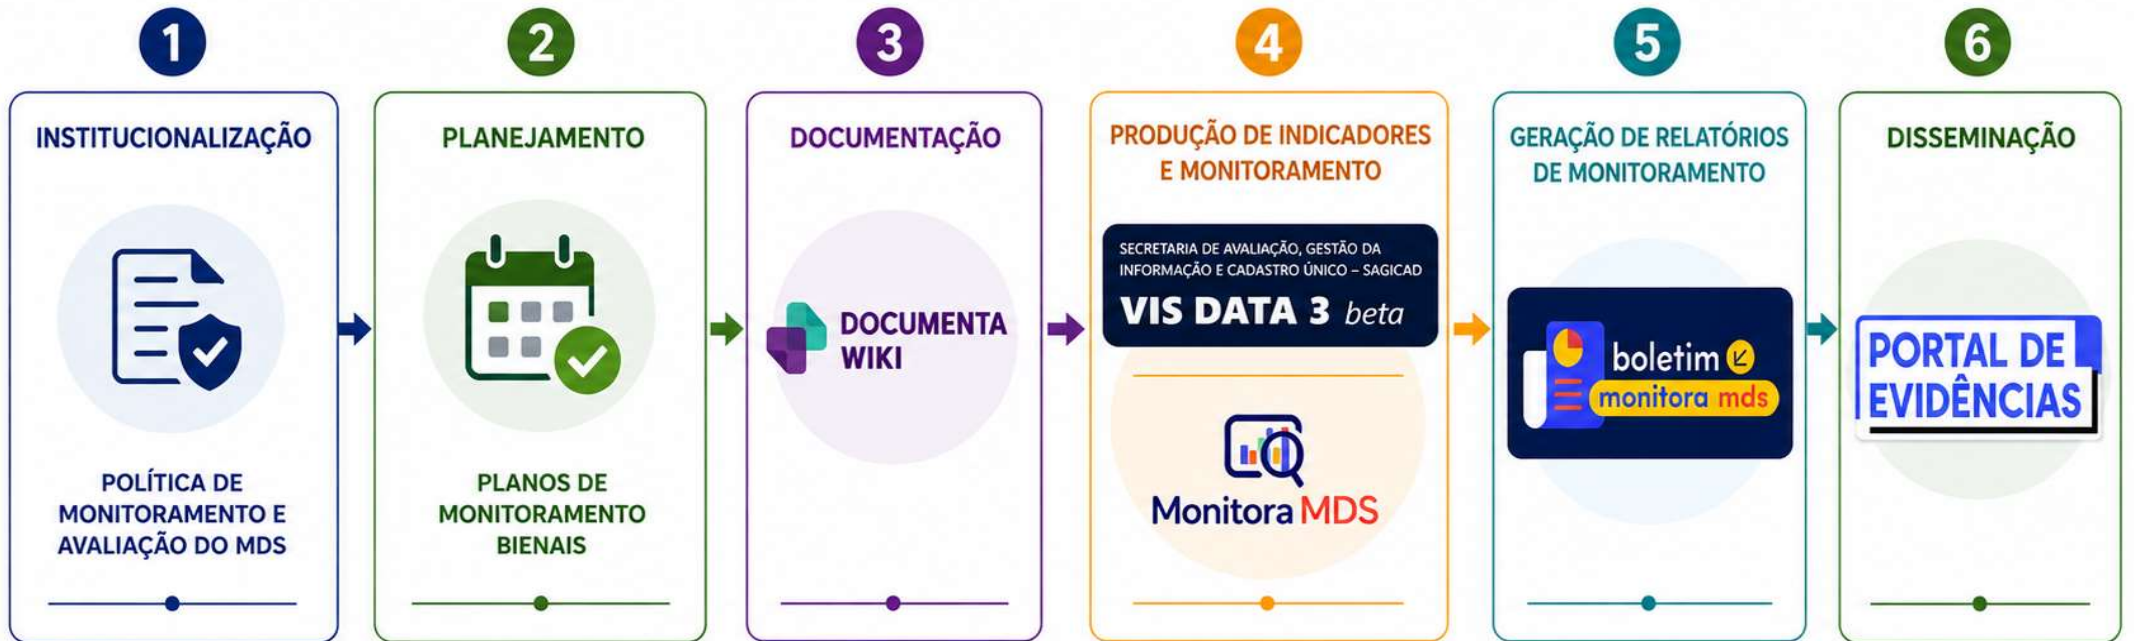 1
INSTITUCIONALIZAÇÃO
POLÍTICA DE
MONITORAMENTO E
AVALIAÇÃO DO MDS
2
PLANEJAMENTO
PLANOS DE
MONITORAMENTO
BIENAIS
3
DOCUMENTAÇÃO
DOCUMENTA
WIKI
4
PRODUÇÃO DE INDICADORES
E MONITORAMENTO
SECRETARIA DE AVALIAÇÃO, GESTÃO DA
INFORMAÇÃO E CADASTRO ÚNICO – SAGICAD
VIS DATA 3 beta
Monitora MDS
5
GERAÇÃO DE RELATÓRIOS
DE MONITORAMENTO
boletim
monitora mds
6
DISSEMINAÇÃO
PORTAL DE
EVIDÊNCIAS